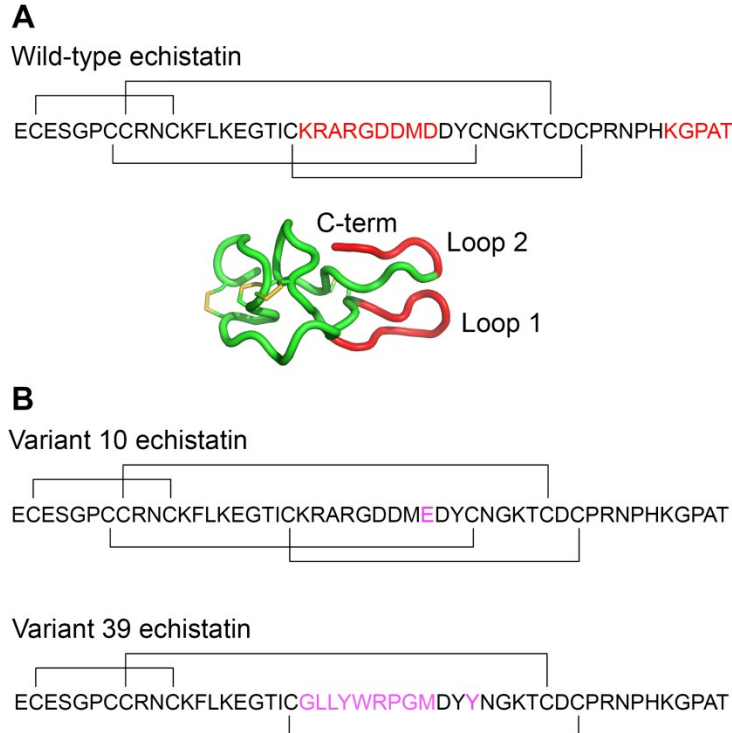 A
Wild-type echistatin
ECESGPCCRNCKFLKEGTICKRARGDDMDDYCNGKTCDCPRNPHKGPAT
C-term
Loop 2
Loop 1
B
Variant 10 echistatin
ECESGPCCRNCKFLKEGTICKRARGDDMEDYCNGKTCDCPRNPHKGPAT
Variant 39 echistatin
ECESGPCCRNCKFLKEGTICGLLYWRPGMDYYNGKTCDCPRNPHKGPAT